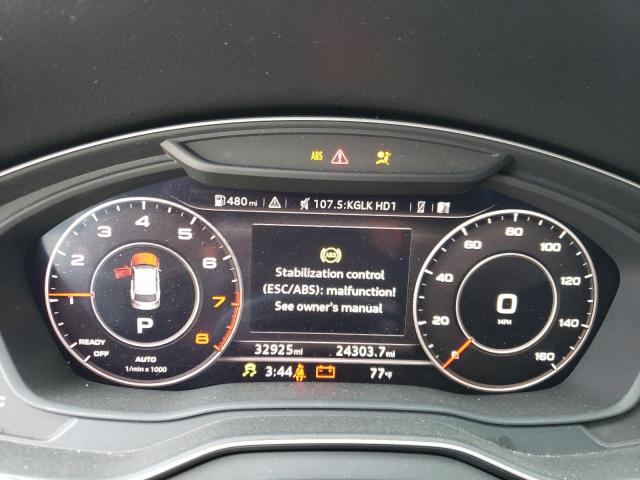 ABS
480 mi 107.5:KGLK HD1
ABS
Stabilization control
(ESC/ABS): malfunction!
See owner's manual
1 2 3 4 5 6 7 8
P
READY
OFF
AUTO
1/min x 1000
0 20 40 60 80 100 120 140 160
0
MPH
32925mi 24303.7mi
3:44 77°F